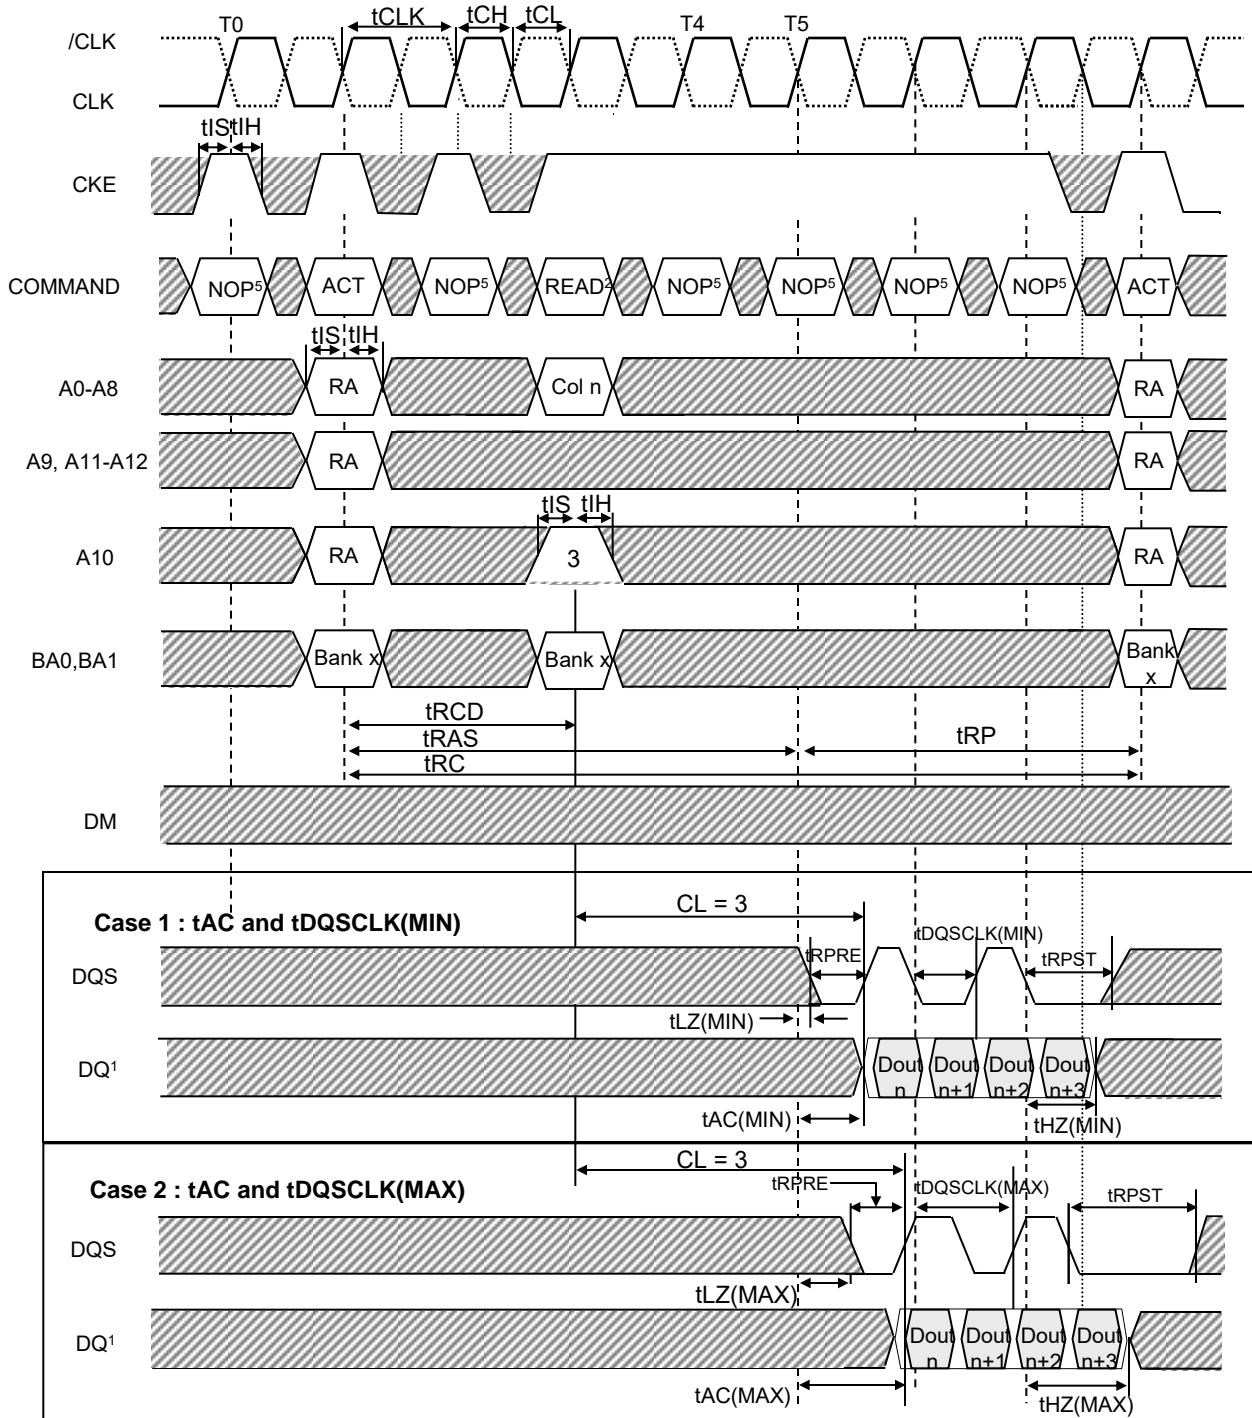 T0 tCLK tCH tCL T4 T5
/CLK
CLK
tIS tIH
CKE
COMMAND NOP5 ACT NOP5 READ2 NOP5 NOP5 NOP5 NOP5 ACT
tIS tIH
A0-A8 RA Col n RA
A9, A11-A12 RA RA
tIS tIH
A10 RA 3 RA
BA0,BA1 Bank x Bank x Bank x
tRCD
tRAS tRP
tRC
DM
Case 1 : tAC and tDQSCLK(MIN) CL = 3
tRPRE tDQSCLK(MIN) tRPST
DQS
tLZ(MIN)
DQ1 Dout n Dout n+1 Dout n+2 Dout n+3
tAC(MIN) tHZ(MIN)
CL = 3
Case 2 : tAC and tDQSCLK(MAX) tRPRE tDQSCLK(MAX) tRPST
DQS
tLZ(MAX)
DQ1 Dout n Dout n+1 Dout n+2 Dout n+3
tAC(MAX) tHZ(MAX)